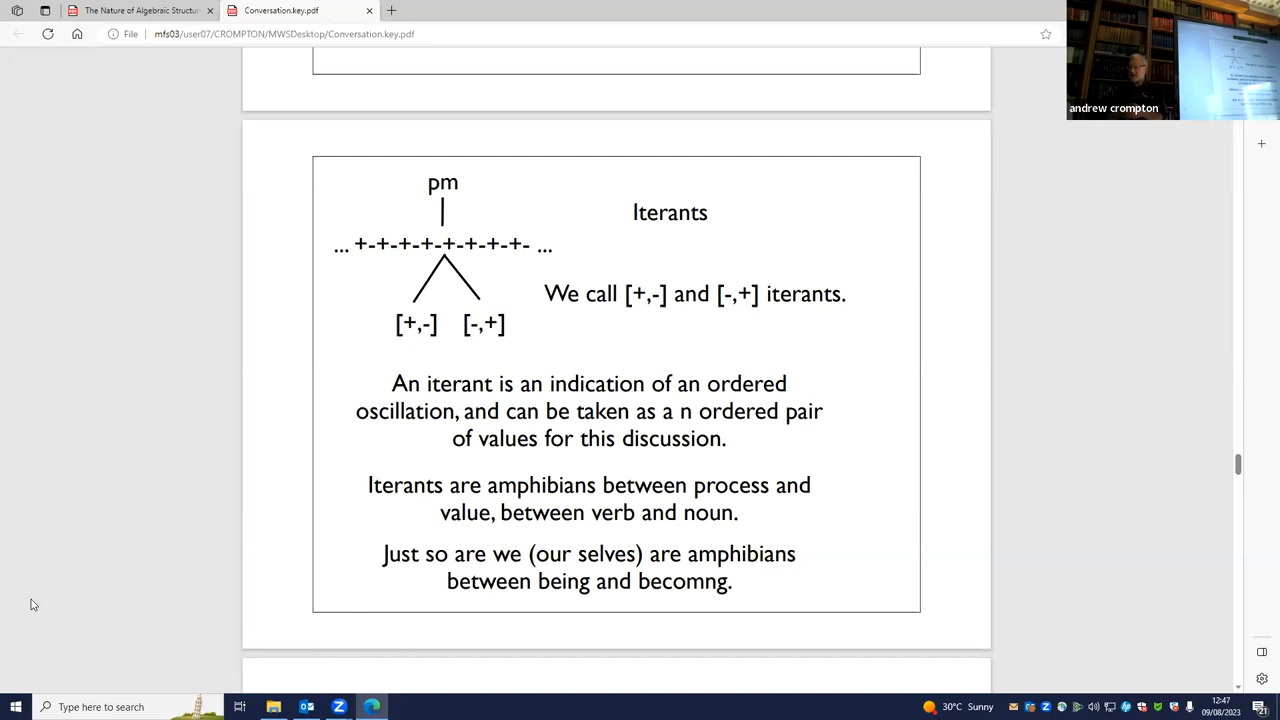 The Nature of Algebraic Structu
Conversation.key.pdf
File
mfs03/user07/CROMPTON/MWSDesktop/Conversation.key.pdf
andrew crompton
pm
Iterants
... +-+-+-+-+-+-+-+- ...
We call [+,-] and [-,+] iterants.
[+,-] [-,+]
An iterant is an indication of an ordered
oscillation, and can be taken as a n ordered pair
of values for this discussion.
Iterants are amphibians between process and
value, between verb and noun.
Just so are we (our selves) are amphibians
between being and becomng.
Type here to search
30°C Sunny
12:47
09/08/2023
21